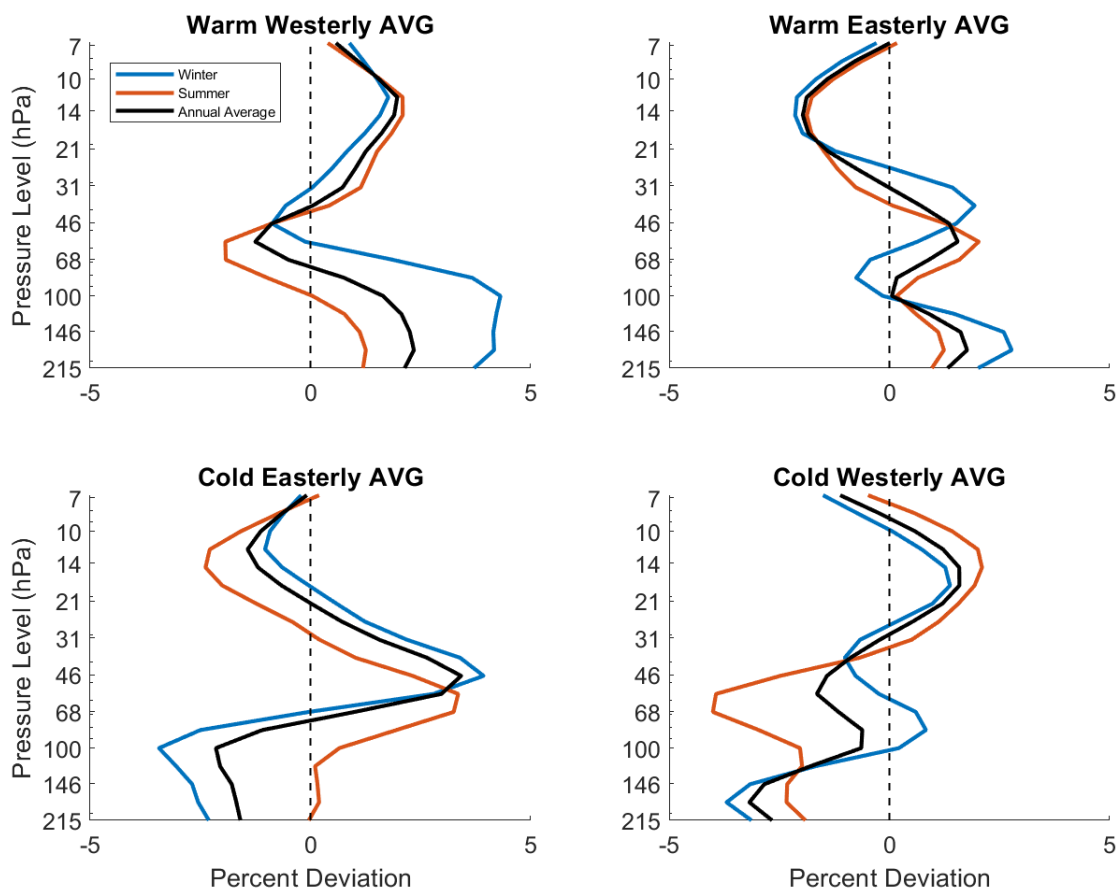 Warm Westerly AVG
Pressure Level (hPa)
7
10
14
21
31
46
68
100
146
215
Winter
Summer
Annual Average
-5 0 5
Warm Easterly AVG
7
10
14
21
31
46
68
100
146
215
-5 0 5
Cold Easterly AVG
Pressure Level (hPa)
7
10
14
21
31
46
68
100
146
215
-5 0 5
Percent Deviation
Cold Westerly AVG
7
10
14
21
31
46
68
100
146
215
-5 0 5
Percent Deviation